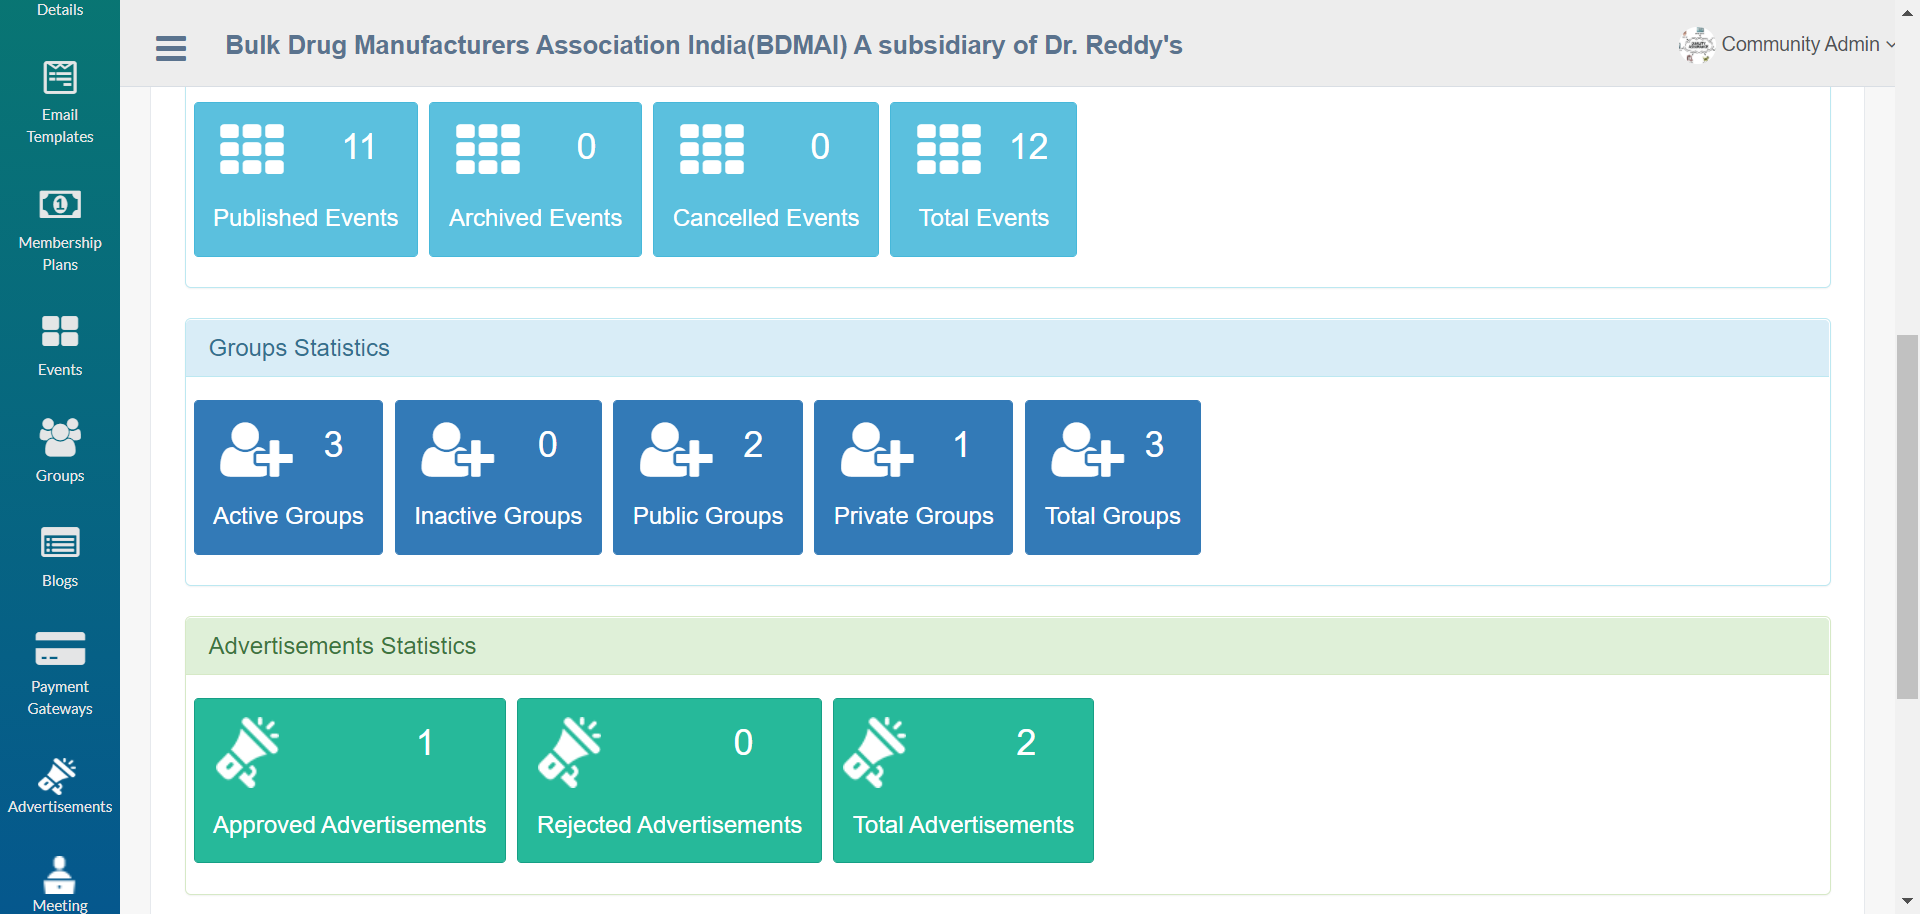 Details
Email
Templates
Membership
Plans
Events
Groups
Blogs
Payment
Gateways
Advertisements
Meeting
Bulk Drug Manufacturers Association India(BDMAI) A subsidiary of Dr. Reddy's
Community Admin
11
Published Events
0
Archived Events
0
Cancelled Events
12
Total Events
Groups Statistics
3
Active Groups
0
Inactive Groups
2
Public Groups
1
Private Groups
3
Total Groups
Advertisements Statistics
1
Approved Advertisements
0
Rejected Advertisements
2
Total Advertisements